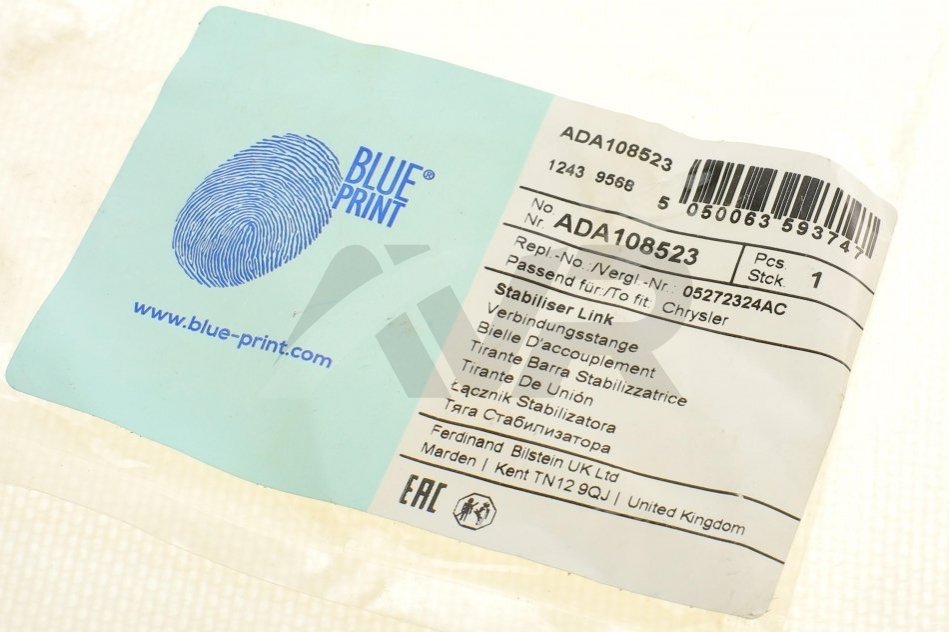 BLUE®
PRINT
www.blue-print.com
ADA108523
1243 9568
5 050063 593747
No
Nr. ADA108523
Pcs.
Stck. 1
Repl.-No.:/Vergl.-Nr.: 05272324AC
Passend für:/To fit: Chrysler
Stabiliser Link
Verbindungsstange
Bielle D'accouplement
Tirante Barra Stabilizzatrice
Tirante De Unión
Łącznik Stabilizatora
Тяга Стабилизатора
Ferdinand Bilstein UK Ltd
Marden | Kent TN12 9QJ | United Kingdom
EAC